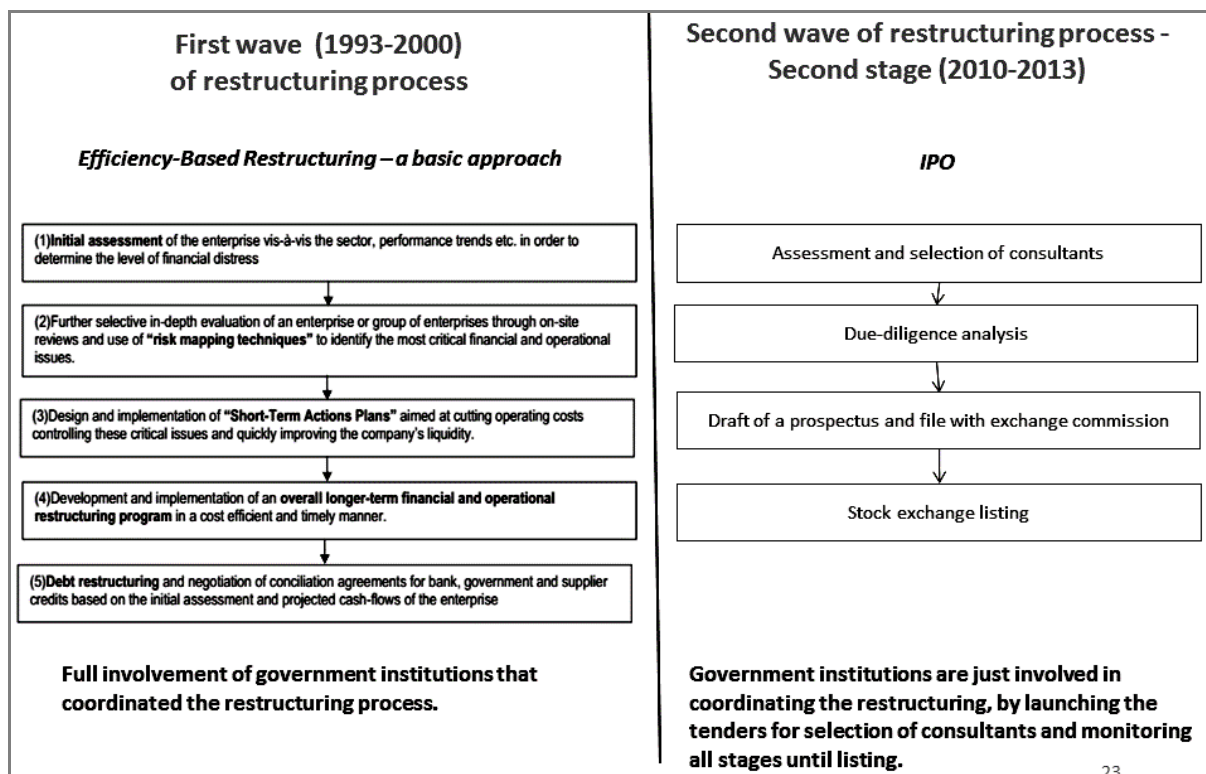 First wave (1993-2000)
of restructuring process
Efficiency-Based Restructuring – a basic approach
(1)Initial assessment of the enterprise vis-à-vis the sector, performance trends etc. in order to
determine the level of financial distress
(2)Further selective in-depth evaluation of an enterprise or group of enterprises through on-site
reviews and use of “risk mapping techniques” to identify the most critical financial and operational
issues.
(3)Design and implementation of “Short-Term Actions Plans” aimed at cutting operating costs
controlling these critical issues and quickly improving the company’s liquidity.
(4)Development and implementation of an overall longer-term financial and operational
restructuring program in a cost efficient and timely manner.
(5)Debt restructuring and negotiation of conciliation agreements for bank, government and supplier
credits based on the initial assessment and projected cash-flows of the enterprise
Full involvement of government institutions that
coordinated the restructuring process.
Second wave of restructuring process -
Second stage (2010-2013)
IPO
Assessment and selection of consultants
Due-diligence analysis
Draft of a prospectus and file with exchange commission
Stock exchange listing
Government institutions are just involved in
coordinating the restructuring, by launching the
tenders for selection of consultants and monitoring
all stages until listing.
23